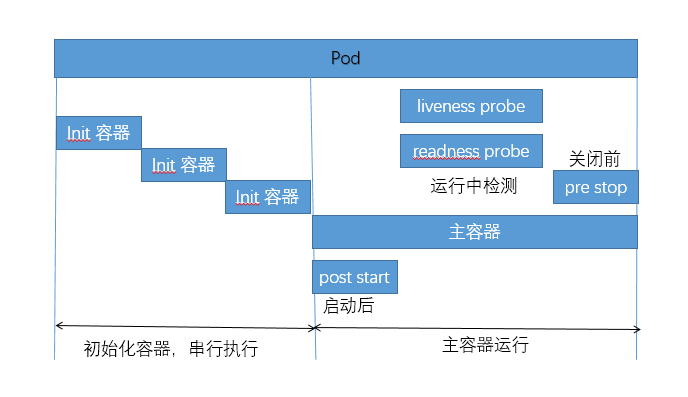 Pod
liveness probe
Init 容器
readness probe
Init 容器
关闭前
运行中检测
pre stop
Init 容器
主容器
post start
启动后
初始化容器，串行执行
主容器运行